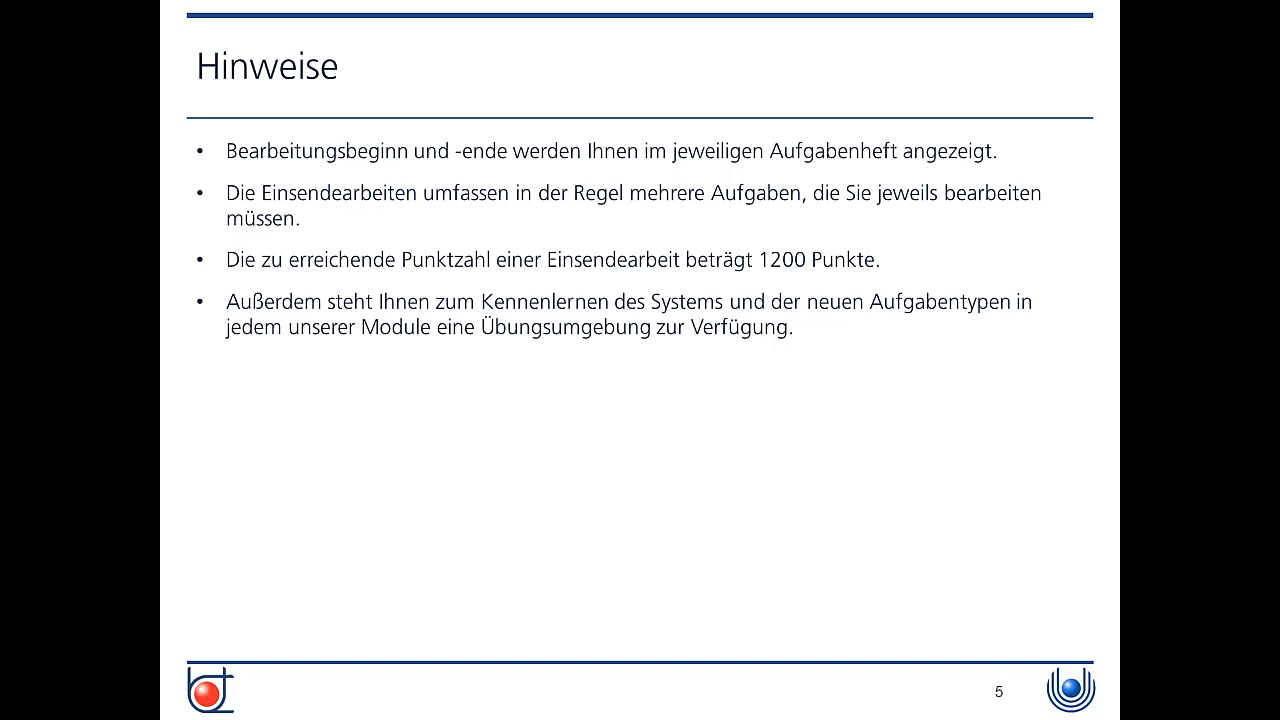 Hinweise
• Bearbeitungsbeginn und -ende werden Ihnen im jeweiligen Aufgabenheft angezeigt.
• Die Einsendearbeiten umfassen in der Regel mehrere Aufgaben, die Sie jeweils bearbeiten
müssen.
• Die zu erreichende Punktzahl einer Einsendearbeit beträgt 1200 Punkte.
• Außerdem steht Ihnen zum Kennenlernen des Systems und der neuen Aufgabentypen in
jedem unserer Module eine Übungsumgebung zur Verfügung.
5